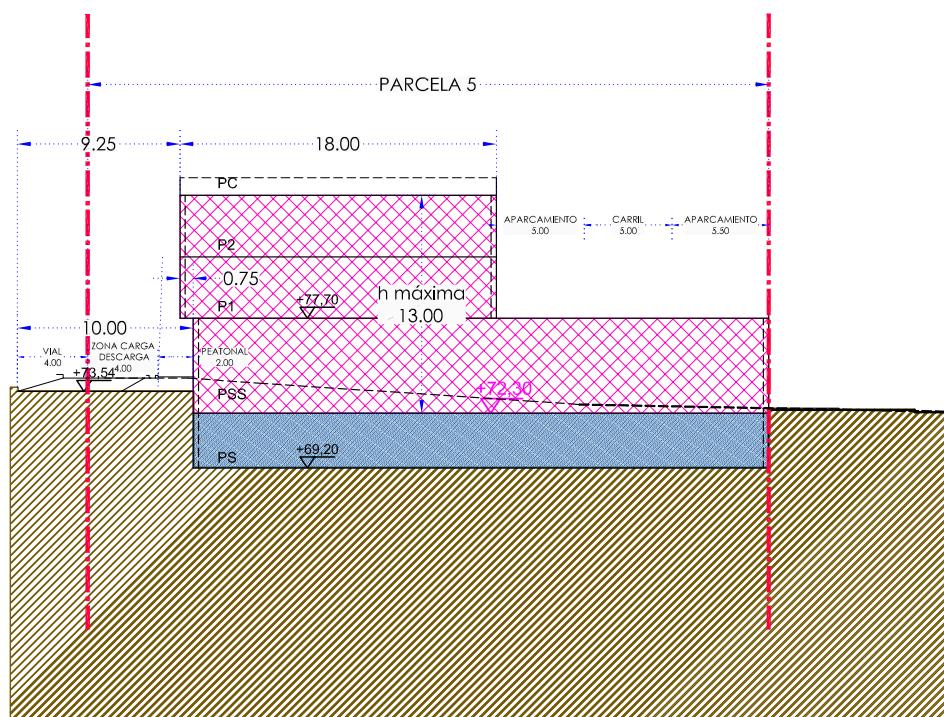 PARCELA 5
9.25
18.00
PC
APARCAMIENTO
5.00
CARRIL
5.00
APARCAMIENTO
5.50
P2
0.75
h máxima
13.00
P1
+77,70
10.00
VIAL
4.00
ZONA CARGA
DESCARGA
4.00
PEATONAL
2.00
+73,54
PSS
+72,30
PS
+69,20